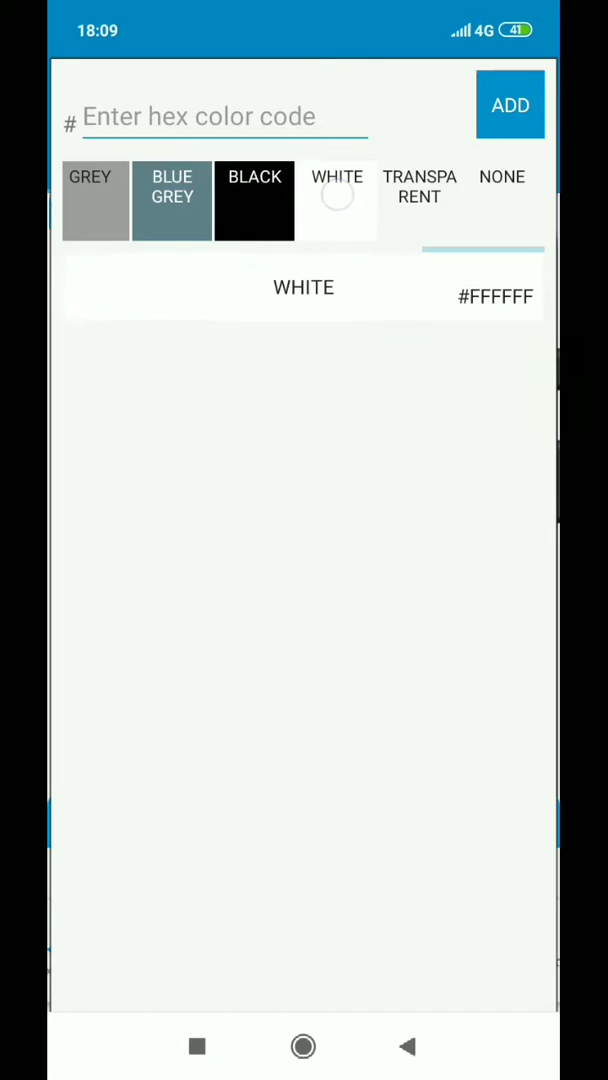 18:09
4G 41
# Enter hex color code
ADD
GREY
BLUE
GREY
BLACK
WHITE
TRANSPA
RENT
NONE
WHITE
#FFFFFF